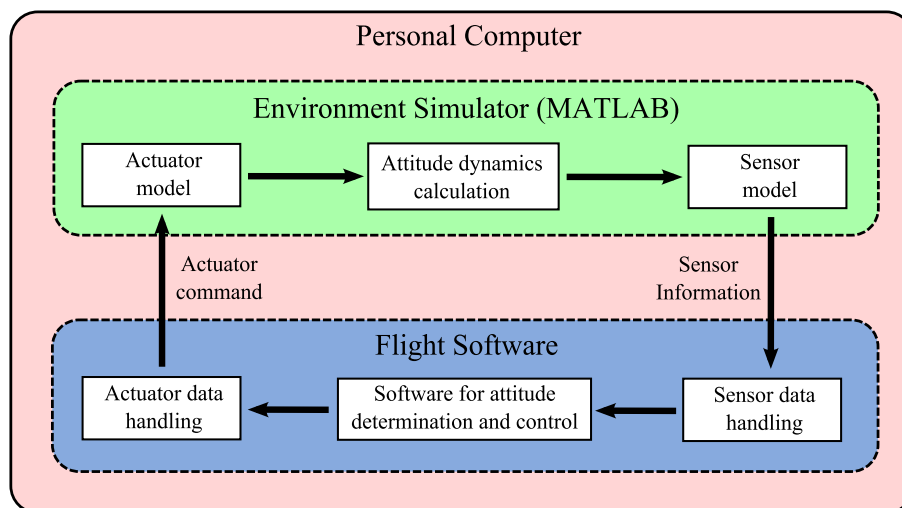 Personal Computer
Environment Simulator (MATLAB)
Actuator
model
Attitude dynamics
calculation
Sensor
model
Actuator
command
Sensor
Information
Flight Software
Actuator data
handling
Software for attitude
determination and control
Sensor data
handling